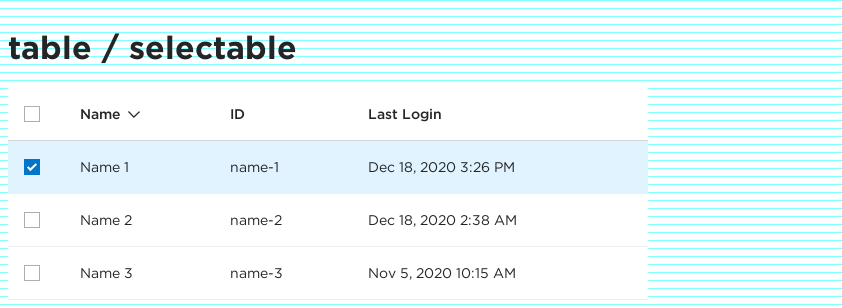 table / selectable
Name ID Last Login
Name 1 name-1 Dec 18, 2020 3:26 PM
Name 2 name-2 Dec 18, 2020 2:38 AM
Name 3 name-3 Nov 5, 2020 10:15 AM